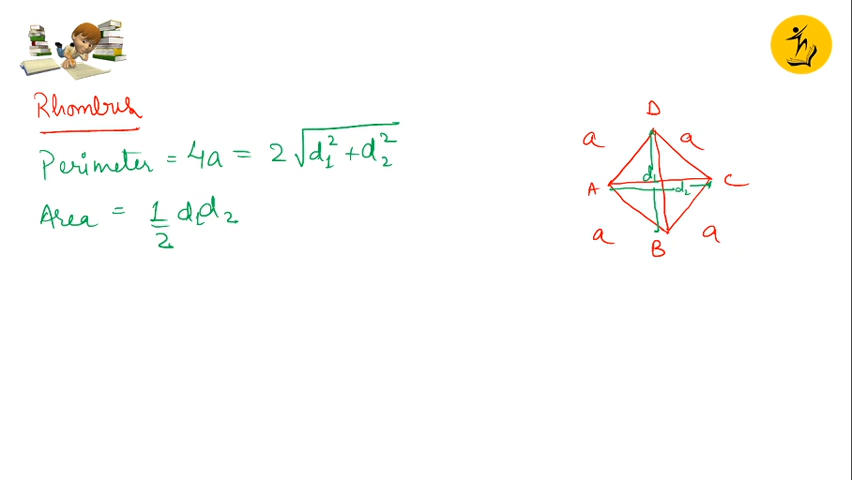 Rhombus
Perimeter = 4a = 2 √(d₁² + d₂²)
Area = 1/2 d₁d₂
D
a a
d₁
A d₂ C
a a
B